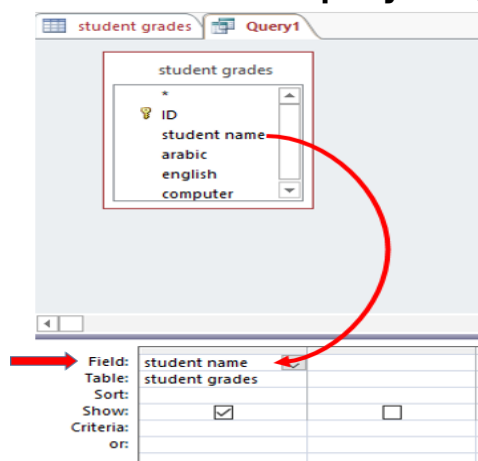 student grades Query1
student grades
*
ID
student name
arabic
english
computer
Field: student name
Table: student grades
Sort:
Show:
Criteria:
or: